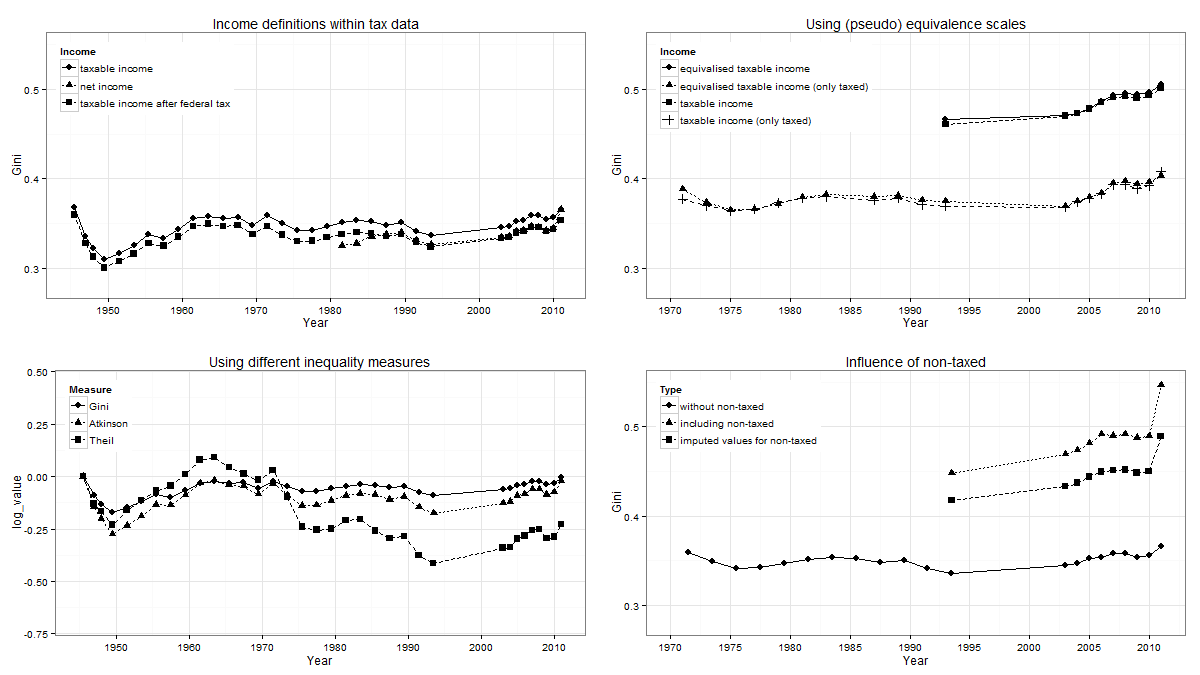 Income definitions within tax data
Income
taxable income
net income
taxable income after federal tax
Gini
0.5
0.4
0.3
1950 1960 1970 1980 1990 2000 2010
Year
Using (pseudo) equivalence scales
Income
equivalised taxable income
equivalised taxable income (only taxed)
taxable income
taxable income (only taxed)
Gini
0.5
0.4
0.3
1970 1975 1980 1985 1990 1995 2000 2005 2010
Year
Using different inequality measures
Measure
Gini
Atkinson
Theil
log_value
0.50
0.25
0.00
-0.25
-0.50
-0.75
1950 1960 1970 1980 1990 2000 2010
Year
Influence of non-taxed
Type
without non-taxed
including non-taxed
imputed values for non-taxed
Gini
0.5
0.4
0.3
1970 1975 1980 1985 1990 1995 2000 2005 2010
Year